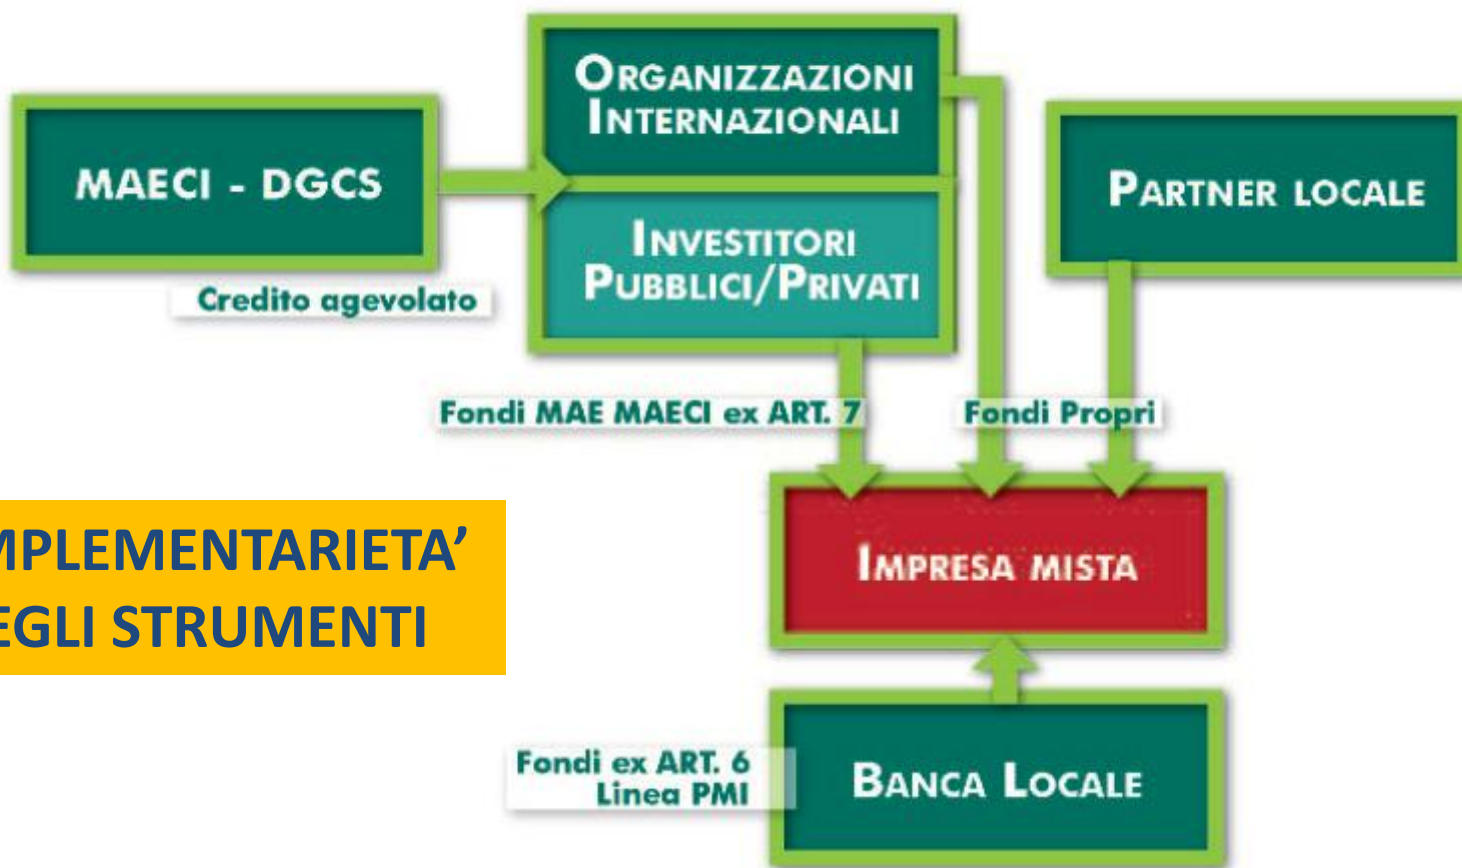 ORGANIZZAZIONI
INTERNAZIONALI
MAECI - DGCS
PARTNER LOCALE
INVESTITORI
PUBBLICI/PRIVATI
Credito agevolato
Fondi MAE MAECI ex ART. 7
Fondi Propri
MPLEMENTARIETA’
EGLI STRUMENTI
IMPRESA MISTA
Fondi ex ART. 6
Linea PMI
BANCA LOCALE